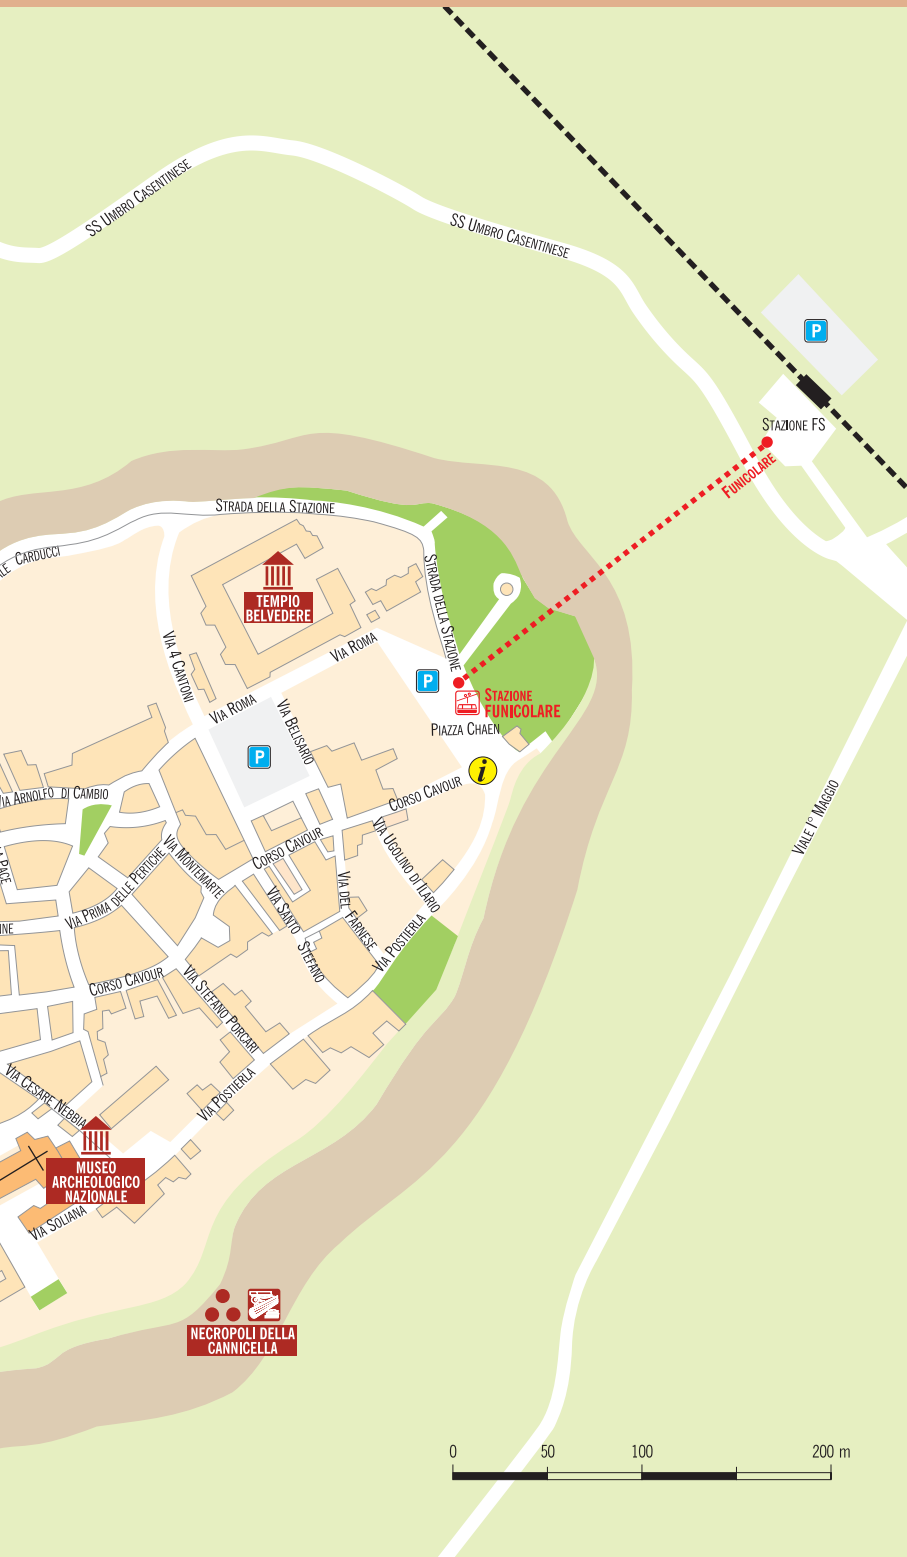 SS UMBRO CASENTINESE
SS UMBRO CASENTINESE
P
STAZIONE FS
FUNICOLARE
STRADA DELLA STAZIONE
CARDUCCI
TEMPIO
BELVEDERE
STRADA DELLA STAZIONE
VIA 4 CANTONI
VIA ROMA
P
STAZIONE
FUNICOLARE
VIA ROMA
VIA BELISARIO
PIAZZA CHAEN
P
i
VIA ARNOLFO DI CAMBIO
CORSO CAVOUR
VIALE 1° MAGGIO
VIA UGOLINO DI ILARIO
CORSO CAVOUR
VIA MONTEMARTE
PACE
VIA PRIMA DELLE PERTICHE
VIA DEL FARNESE
VIA SANTO STEFANO
VIA POSTIERLA
CORSO CAVOUR
VIA STEFANO PORCARI
VIA CESARE NEBBIA
VIA POSTIERLA
MUSEO
ARCHEOLOGICO
NAZIONALE
VIA SOLIANA
NECROPOLI DELLA
CANNICELLA
0 50 100 200 m